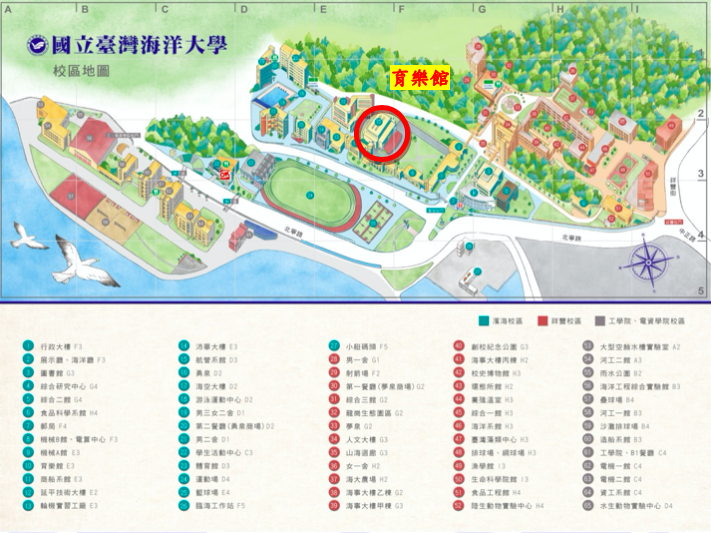 A B C D E F G H I
國立臺灣海洋大學
校區地圖
育樂館
2
3
4
5
祥豐街
中正路
北寧路
北寧路
濱海校區
祥豐校區
工學院、電資學院校區
1 行政大樓 F3
2 展示廳、海洋廳 F3
3 圖書館 G3
4 綜合研究中心 G4
5 綜合二館 G4
6 食品科學系館 H4
7 郵局 F4
8 機械B館、電算中心 F3
9 機械A館 E3
10 育樂館 E3
11 商船系館 E3
12 延平技術大樓 E2
13 輪機實習工廠 E3
14 沛華大樓 E3
15 航管系館 D3
16 勇泉 D2
17 海空大樓 D2
18 游泳運動中心 D2
19 男三女二舍 D1
20 第二餐廳(勇泉商場)D2
21 男二舍 D1
22 學生活動中心 C3
23 體育館 D3
24 運動場 D4
25 籃球場 E4
26 臨海工作站 F5
27 小艇碼頭 F5
28 男一舍 G1
29 射箭場 F2
30 第一餐廳(夢泉商場)G2
31 綜合三館 G2
32 龍崗生態園區 G2
33 夢泉 G2
34 人文大樓 G3
35 山海迴廊 G3
36 女一舍 H2
37 海大農場 H2
38 海事大樓乙棟 G2
39 海事大樓甲棟 G3
40 創校紀念公園 G3
41 海事大樓丙棟 H2
42 校史博物館 H3
43 環態所館 H2
44 養殖溫室 H3
45 綜合一館 H3
46 海洋系館 H3
47 臺灣藻類中心 H3
48 排球場、網球場 H3
49 漁學館 I3
50 生命科學院館 I3
51 食品工程館 H4
52 陸生動物實驗中心 H4
53 大型空蝕水槽實驗室 A2
54 河工二館 A3
55 雨水公園 B2
56 海洋工程綜合實驗館 B3
57 壘球場 B4
58 河工一館 B3
59 沙灘排球場 B4
60 造船系館 B3
61 工學院、B1餐廳 C4
62 電機一館 C4
63 電機二館 C4
64 資工系館 C4
65 水生動物實驗中心 D4